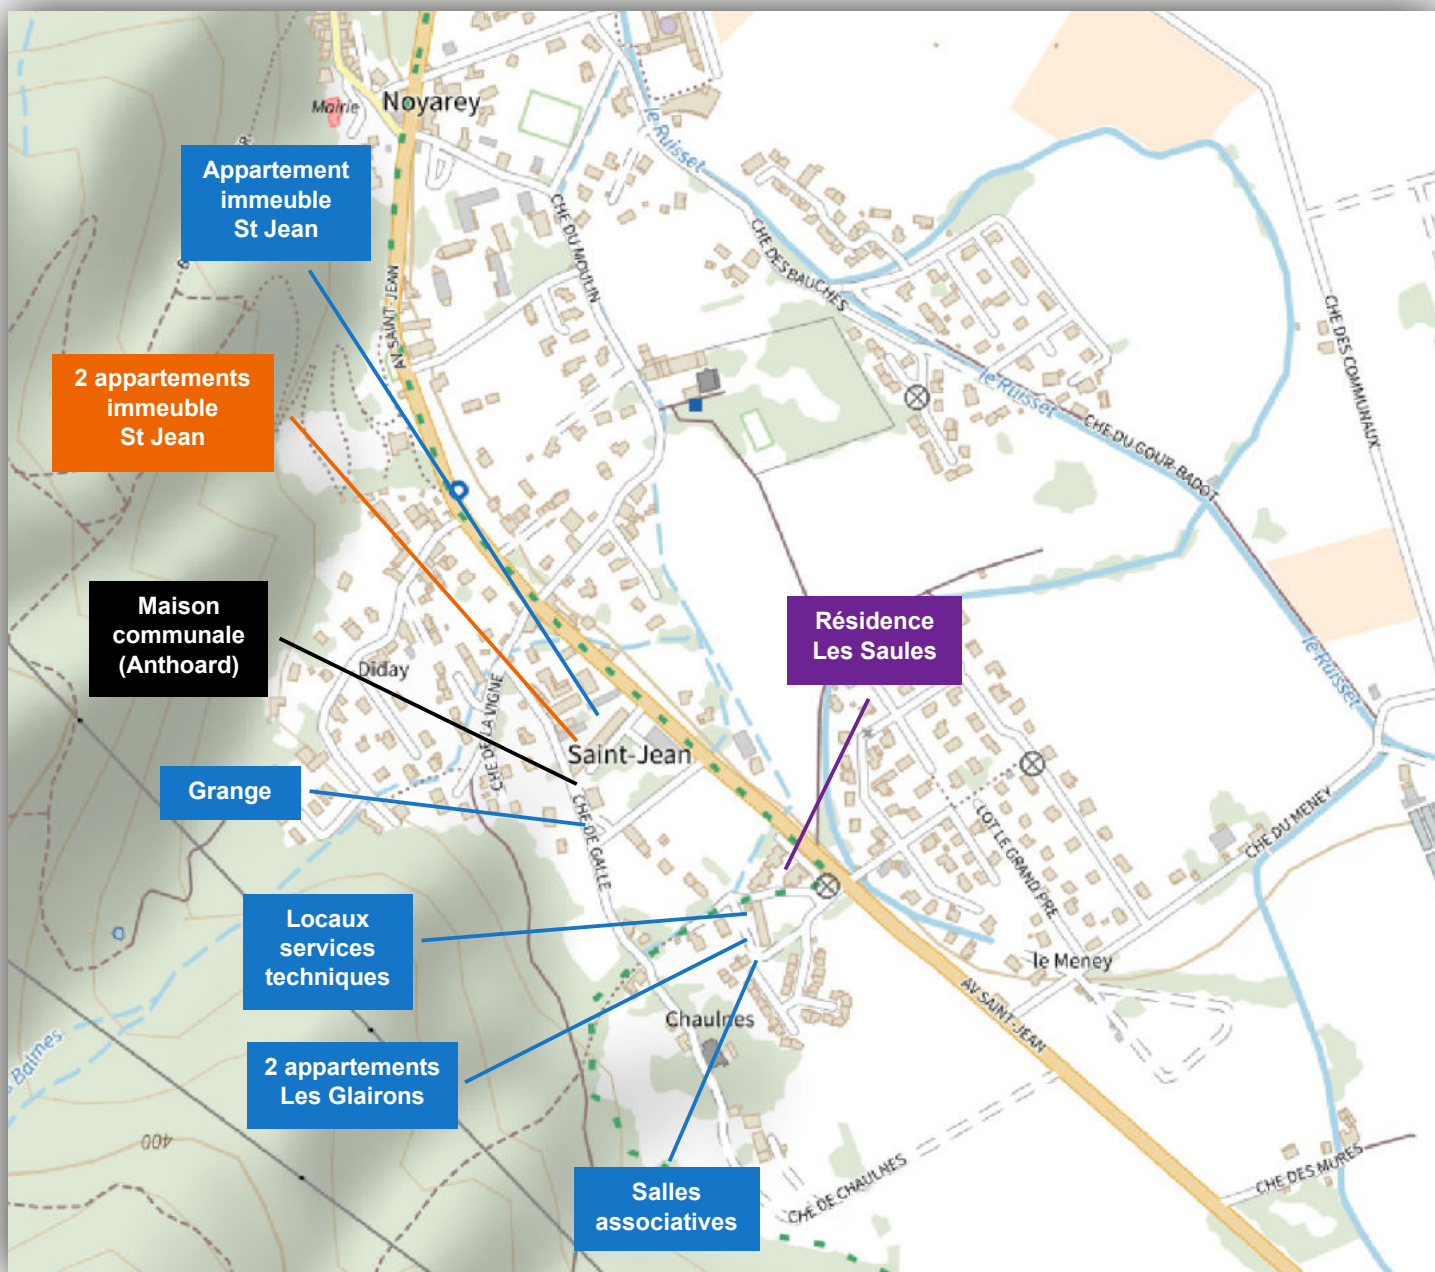 Mairie
Noyarey
le Ruisset
Appartement
immeuble
St Jean
CHE DU MOULIN
CHE DES BAUCHES
AV SAINT-JEAN
CHE DES COMMUNAUX
2 appartements
immeuble
St Jean
le Ruisset
CHE DU GOUR-BADOT
Maison
communale
(Anthoard)
Résidence
Les Saules
le Ruisset
Diday
CHE DE LA VIGNE
Saint-Jean
Grange
CHE DE GALLE
LOT LE GRAND PRE
CHE DU MENEY
Locaux
services
techniques
le Meney
AV SAINT-JEAN
Chaulnes
2 appartements
Les Glairons
Balmes
400
Salles
associatives
CHE DE CHAULNES
CHE DES MURES